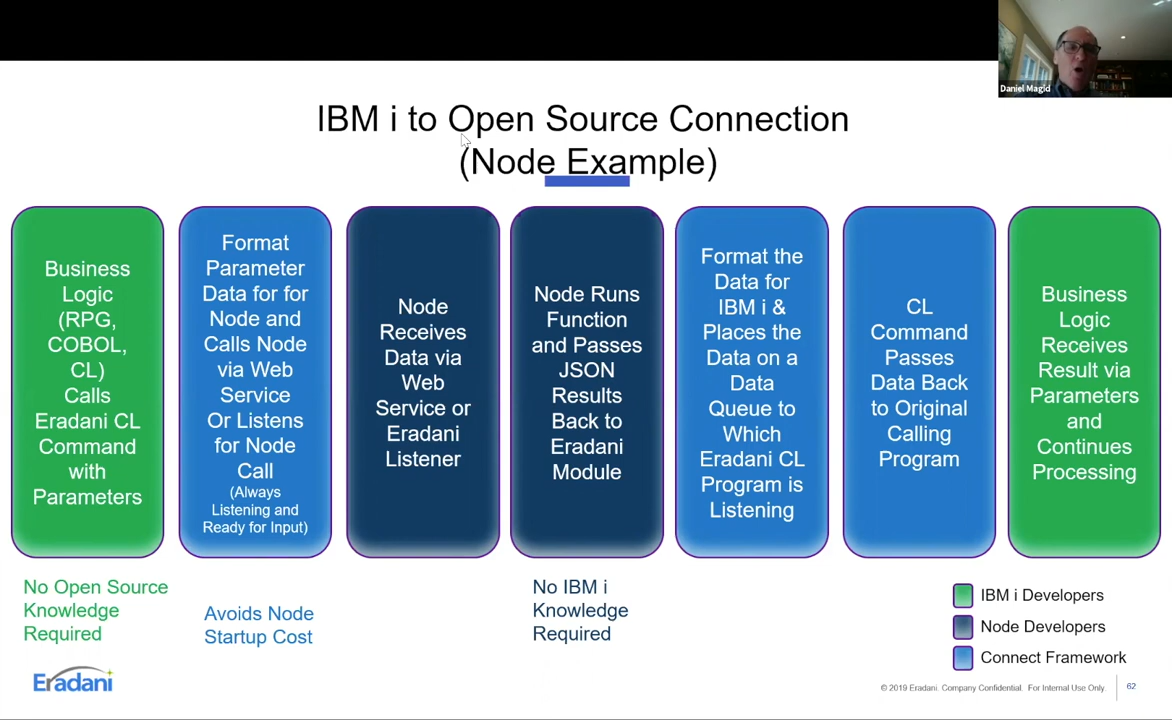 Daniel Magid
IBM i to Open Source Connection
(Node Example)
Business
Logic
(RPG,
COBOL,
CL)
Calls
Eradani CL
Command
with
Parameters
Format
Parameter
Data for for
Node and
Calls Node
via Web
Service
Or Listens
for Node
Call
(Always
Listening and
Ready for Input)
Node
Receives
Data via
Web
Service or
Eradani
Listener
Node Runs
Function
and Passes
JSON
Results
Back to
Eradani
Module
Format the
Data for
IBM i &
Places the
Data on a
Data
Queue to
Which
Eradani CL
Program is
Listening
CL
Command
Passes
Data Back
to Original
Calling
Program
Business
Logic
Receives
Result via
Parameters
and
Continues
Processing
No Open Source
Knowledge
Required
Avoids Node
Startup Cost
No IBM i
Knowledge
Required
IBM i Developers
Node Developers
Connect Framework
Eradani
© 2019 Eradani. Company Confidential. For Internal Use Only.
62